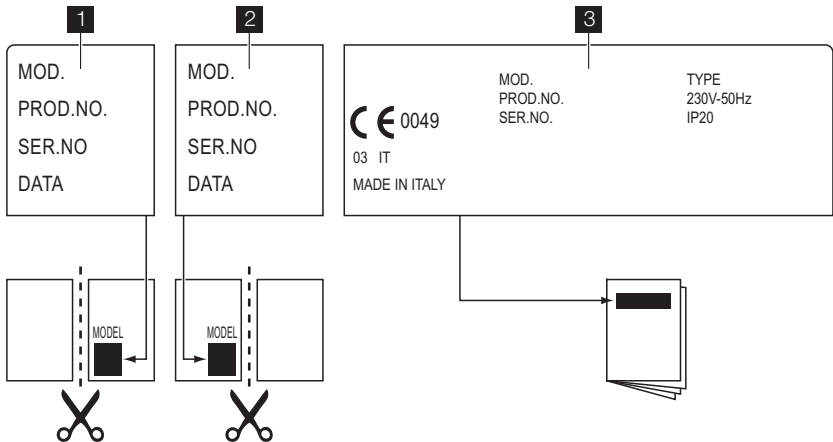 1
MOD.
PROD.NO.
SER.NO
DATA
MODEL
2
MOD.
PROD.NO.
SER.NO
DATA
MODEL
3
MOD.
PROD.NO.
SER.NO.
TYPE
230V-50Hz
IP20
CE 0049
03 IT
MADE IN ITALY